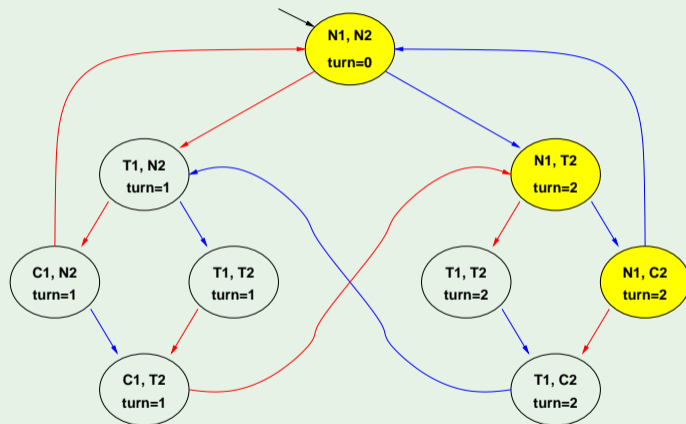 N1, N2
turn=0
T1, N2
turn=1
N1, T2
turn=2
C1, N2
turn=1
T1, T2
turn=1
T1, T2
turn=2
N1, C2
turn=2
C1, T2
turn=1
T1, C2
turn=2